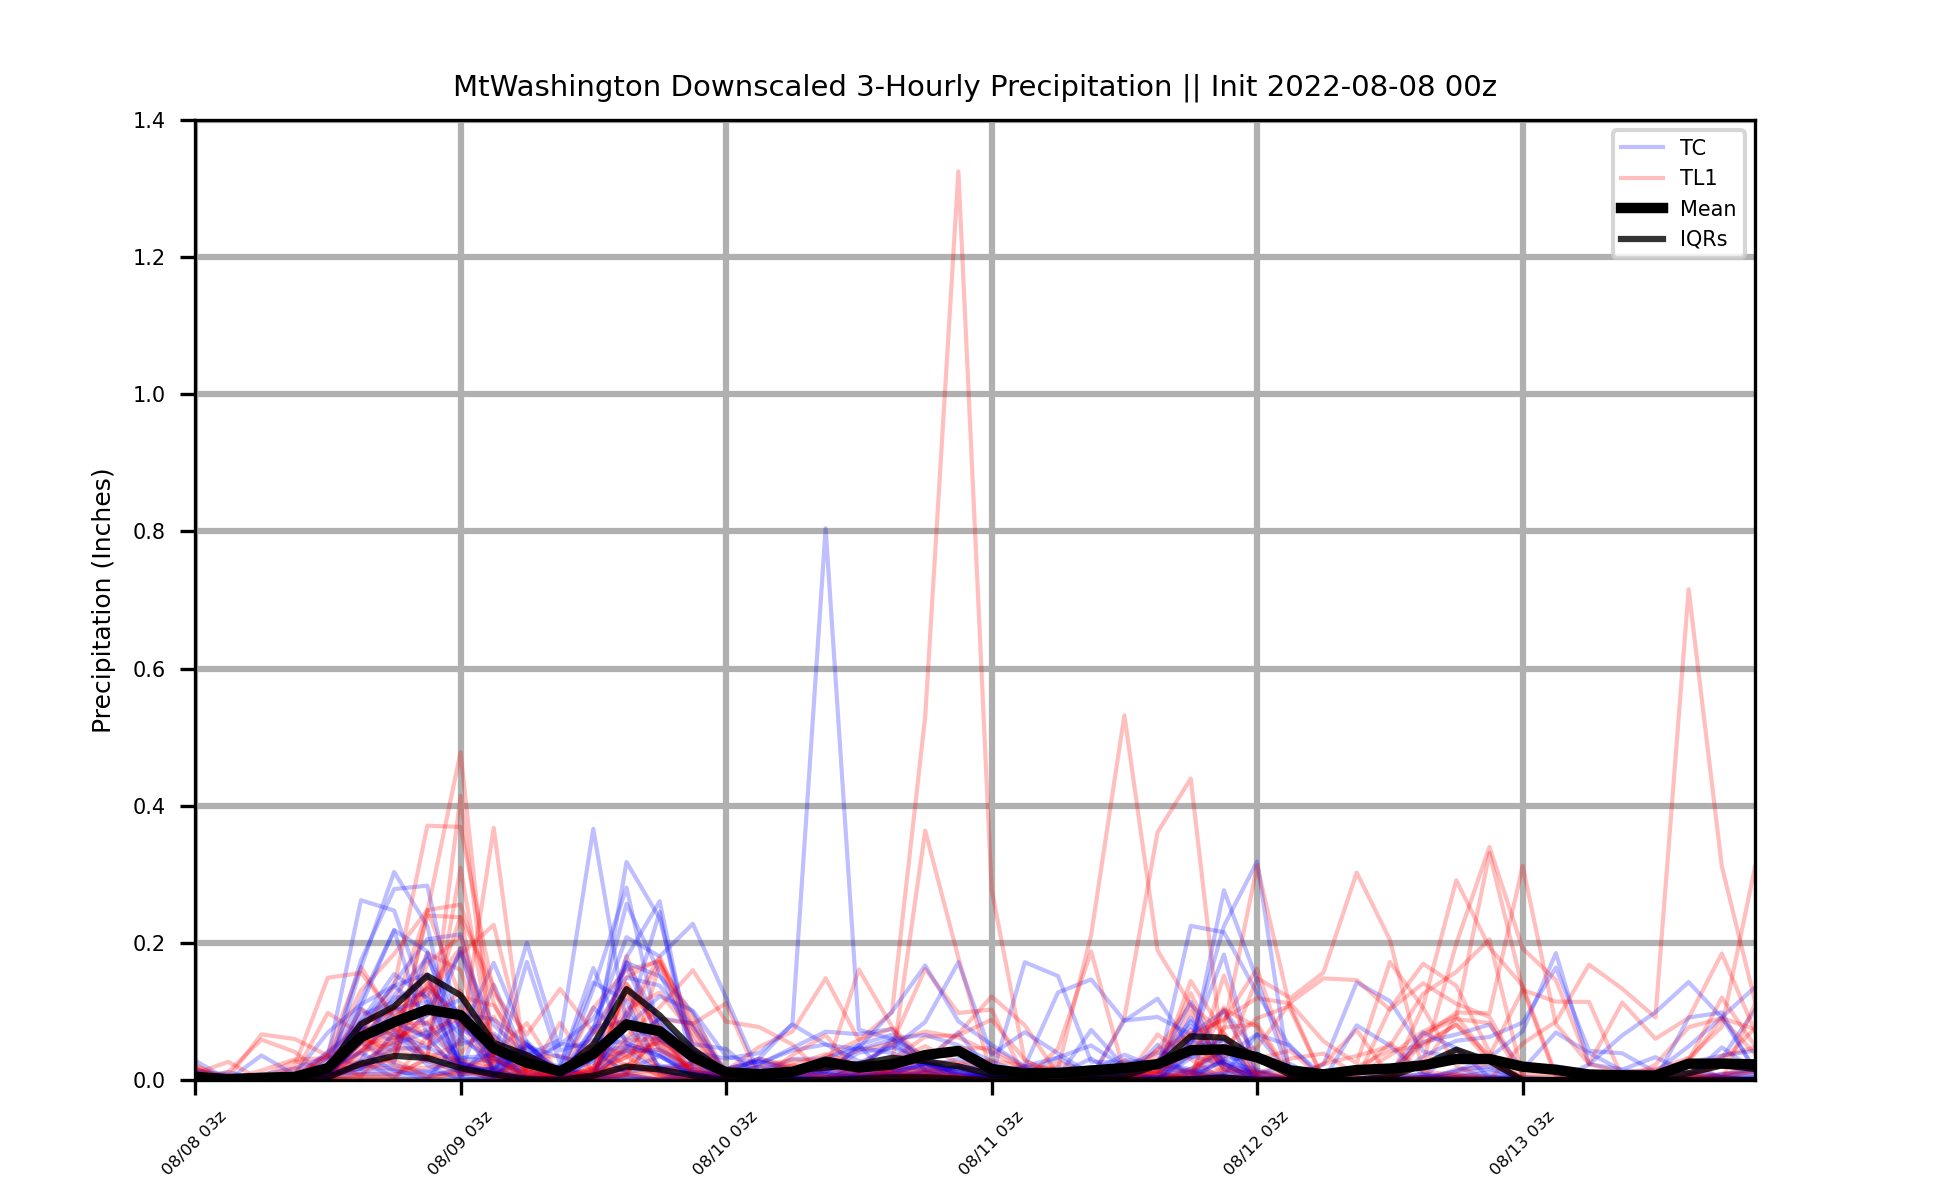 MtWashington Downscaled 3-Hourly Precipitation || Init 2022-08-08 00z
Precipitation (Inches)
1.4
1.2
1.0
0.8
0.6
0.4
0.2
0.0
TC
TL1
Mean
IQRs
08/08 03z
08/09 03z
08/10 03z
08/11 03z
08/12 03z
08/13 03z